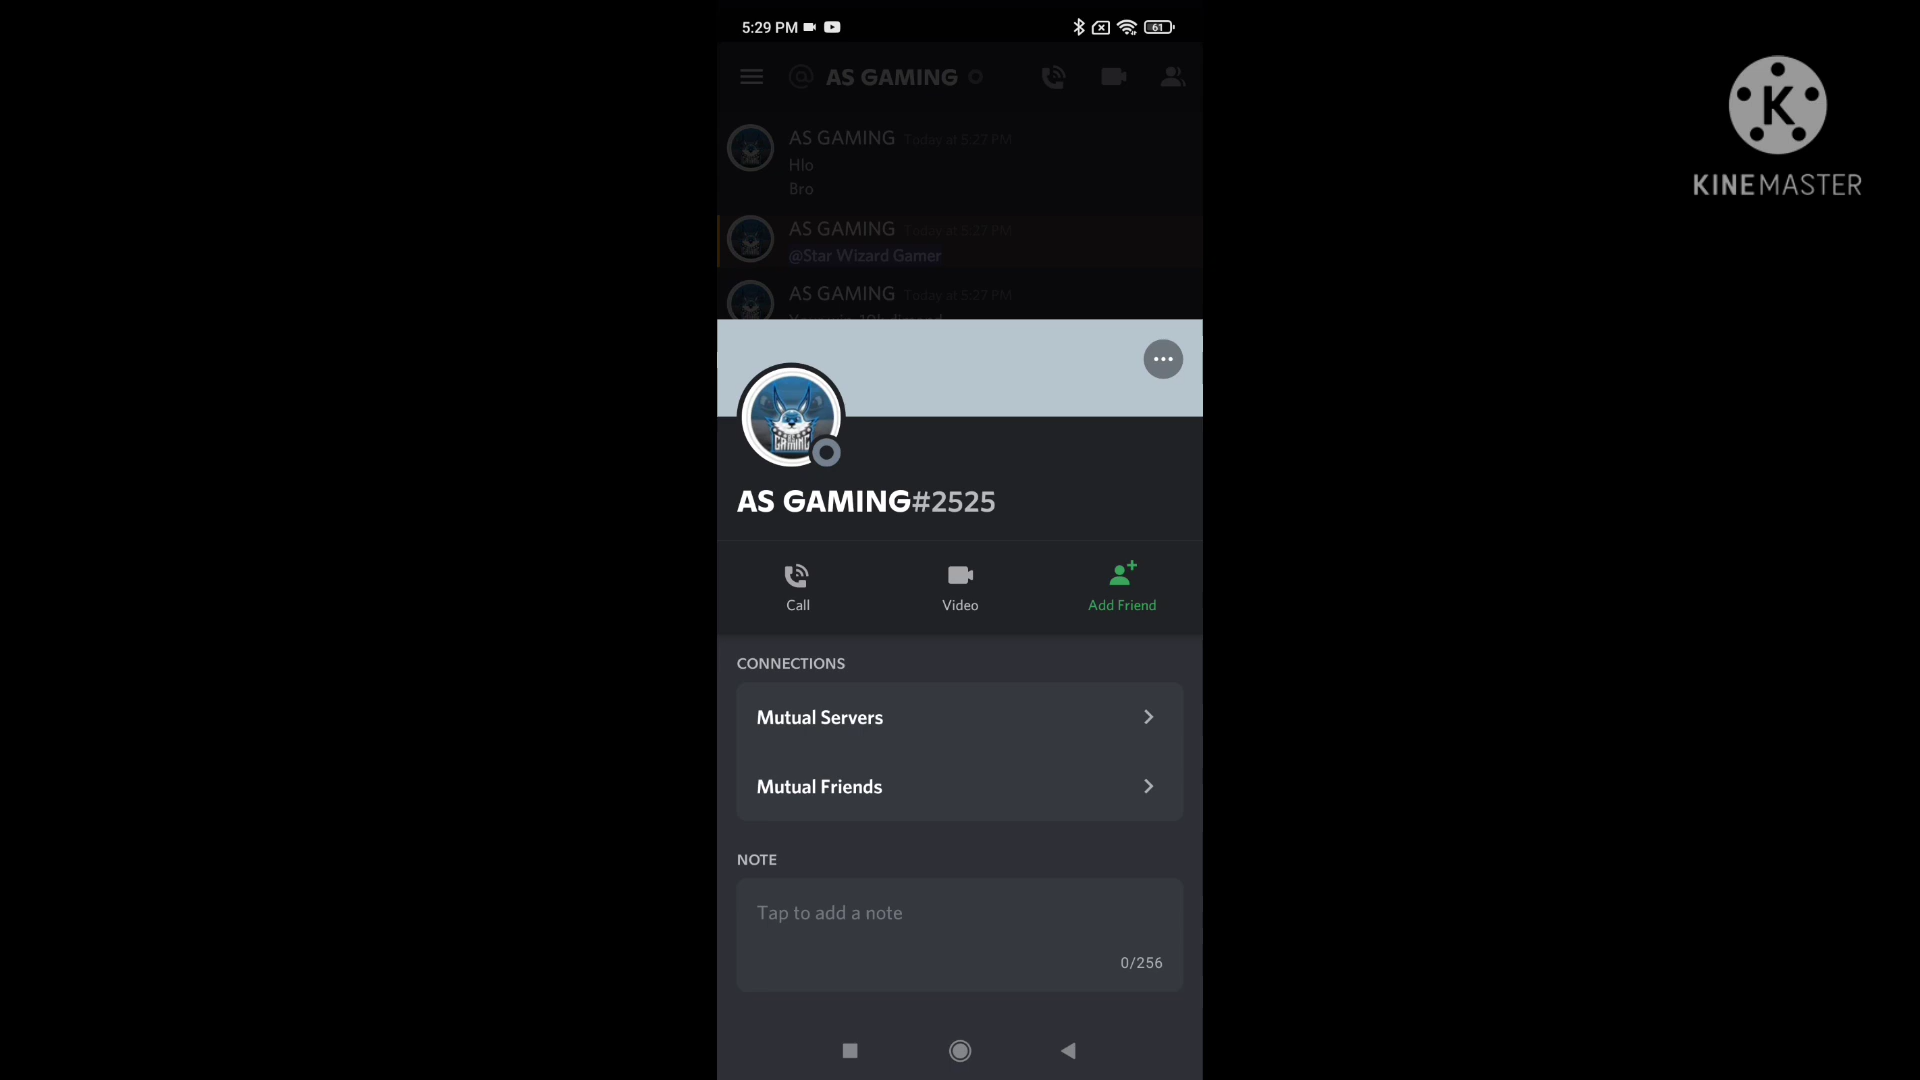 5:29 PM
61
AS GAMING
AS GAMING Today at 5:27 PM
Hlo
Bro
AS GAMING Today at 5:27 PM
@Star Wizard Gamer
AS GAMING Today at 5:27 PM
GAMING
AS GAMING#2525
Call
Video
Add Friend
CONNECTIONS
Mutual Servers
Mutual Friends
NOTE
Tap to add a note
0/256
K
KINEMASTER